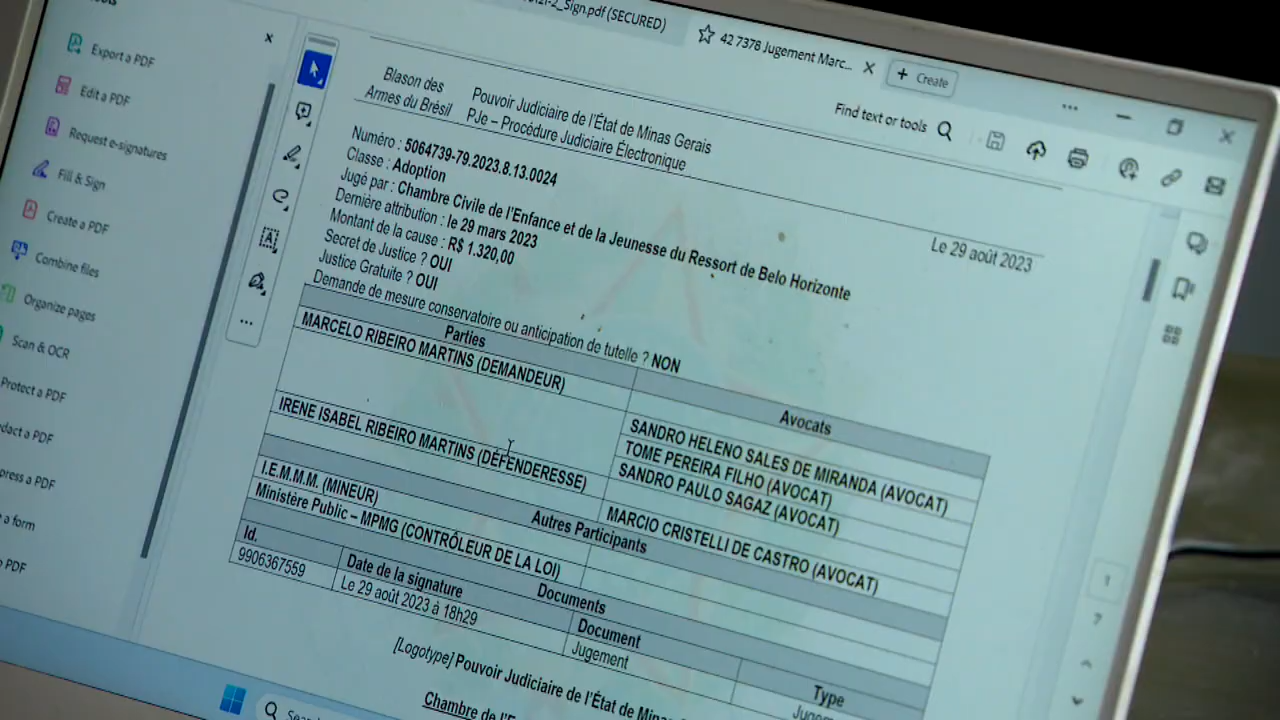 _Sign.pdf (SECURED)
42 7378 Jugement Marc...
Create
Export a PDF
Edit a PDF
Request e-signatures
Fill & Sign
Create a PDF
Combine files
Organize pages
Scan & OCR
Protect a PDF
dact a PDF
press a PDF
a form
PDF
Find text or tools
Blason des
Armes du Brésil
Pouvoir Judiciaire de l'État de Minas Gerais
PJe – Procédure Judiciaire Électronique
Le 29 août 2023
Numéro : 5064739-79.2023.8.13.0024
Classe : Adoption
Jugé par : Chambre Civile de l'Enfance et de la Jeunesse du Ressort de Belo Horizonte
Dernière attribution : le 29 mars 2023
Montant de la cause : R$ 1.320,00
Secret de Justice ? OUI
Justice Gratuite ? OUI
Demande de mesure conservatoire ou anticipation de tutelle ? NON
Parties
Avocats
MARCELO RIBEIRO MARTINS (DEMANDEUR)
SANDRO HELENO SALES DE MIRANDA (AVOCAT)
TOME PEREIRA FILHO (AVOCAT)
SANDRO PAULO SAGAZ (AVOCAT)
IRENE ISABEL RIBEIRO MARTINS (DÉFENDERESSE)
MARCIO CRISTELLI DE CASTRO (AVOCAT)
Autres Participants
I.E.M.M.M. (MINEUR)
Ministère Public – MPMG (CONTRÔLEUR DE LA LOI)
Documents
Id.
Date de la signature
Document
Type
9906367559
Le 29 août 2023 à 18h29
Jugement
[Logotype] Pouvoir Judiciaire de l'État de Minas
Chambre de l'E
1
7